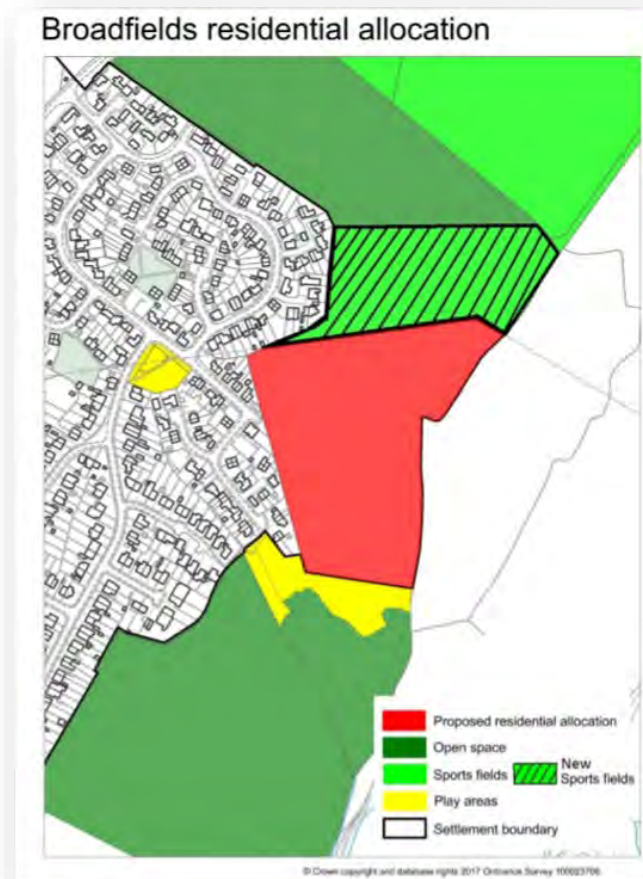 Broadfields residential allocation
Proposed residential allocation
Open space
Sports fields
New
Sports fields
Play areas
Settlement boundary
© Crown copyright and database rights 2017 Ordnance Survey 100023706